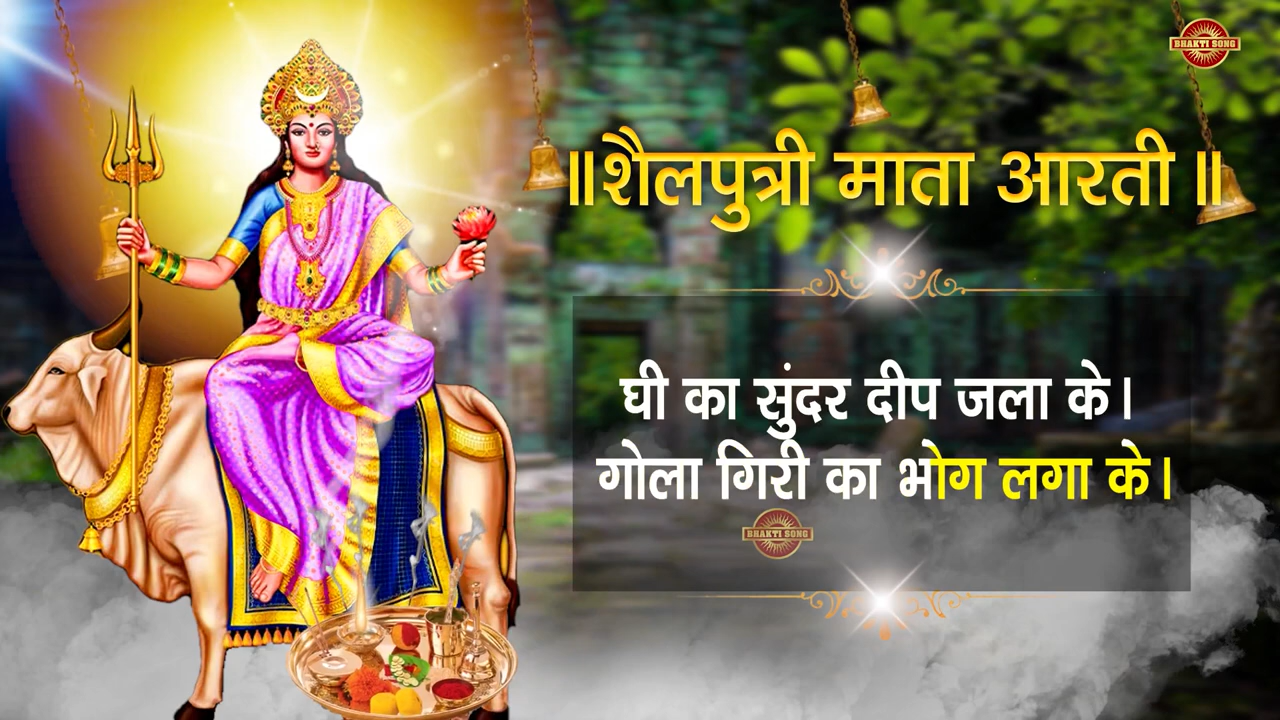 BHAKTI SONG
॥शैलपुत्री माता आरती॥
घी का सुंदर दीप जला के।
गोला गिरी का भोग लगा के।
BHAKTI SONG